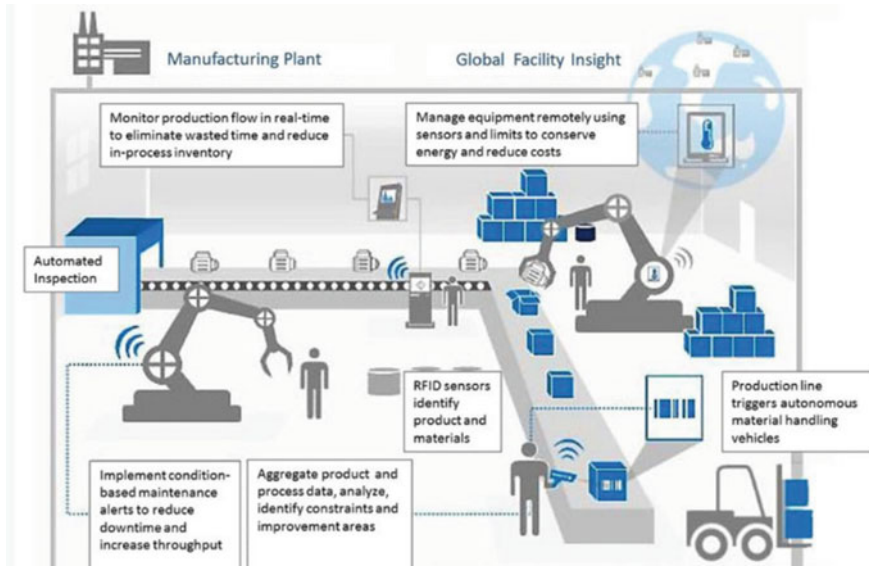 Manufacturing Plant
Global Facility Insight
Monitor production flow in real-time
to eliminate wasted time and reduce
in-process inventory
Manage equipment remotely using
sensors and limits to conserve
energy and reduce costs
Automated
Inspection
RFID sensors
identify
product and
materials
Production line
triggers autonomous
material handling
vehicles
Implement condition-
based maintenance
alerts to reduce
downtime and
increase throughput
Aggregate product and
process data, analyze,
identify constraints and
improvement areas